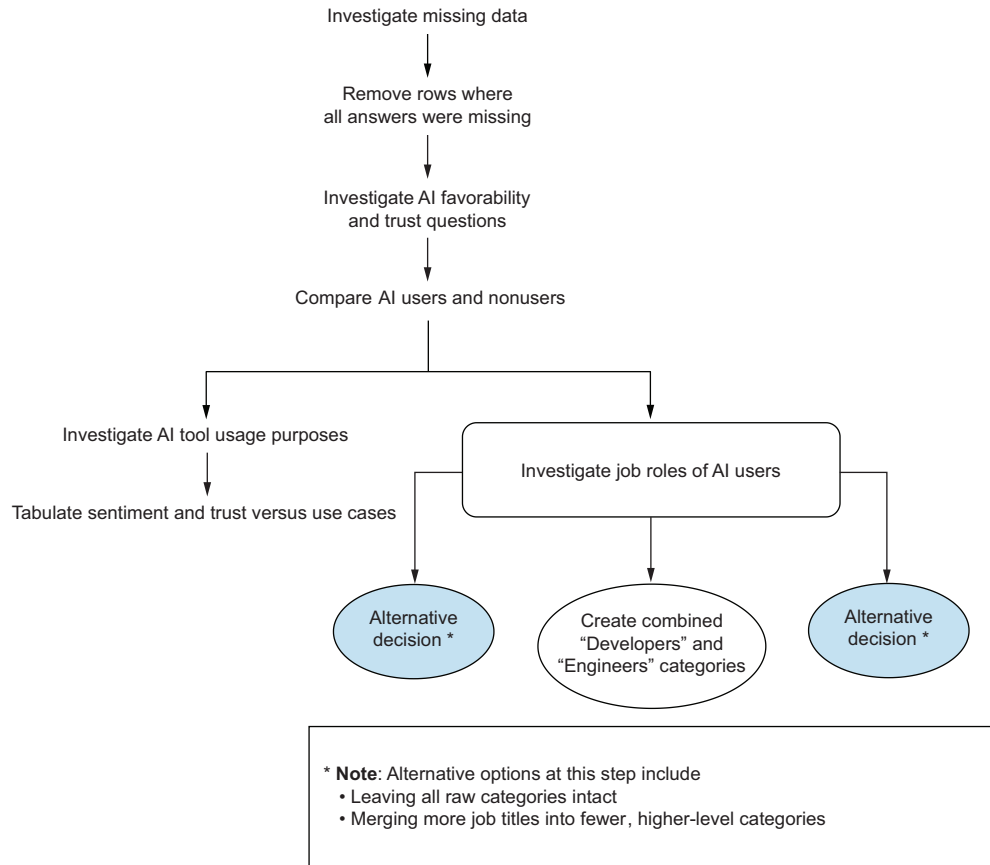 Investigate missing data
Remove rows where
all answers were missing
Investigate AI favorability
and trust questions
Compare AI users and nonusers
Investigate AI tool usage purposes
Tabulate sentiment and trust versus use cases
Investigate job roles of AI users
Alternative
decision *
Create combined
“Developers” and
“Engineers” categories
Alternative
decision *
* Note: Alternative options at this step include
• Leaving all raw categories intact
• Merging more job titles into fewer, higher-level categories